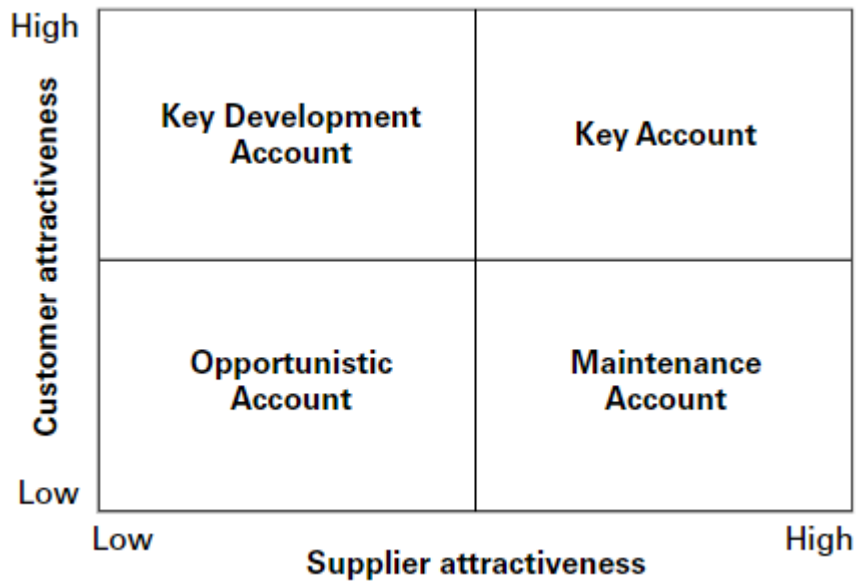 High
Key Development
Account
Key Account
Customer attractiveness
Opportunistic
Account
Maintenance
Account
Low
Low
High
Supplier attractiveness